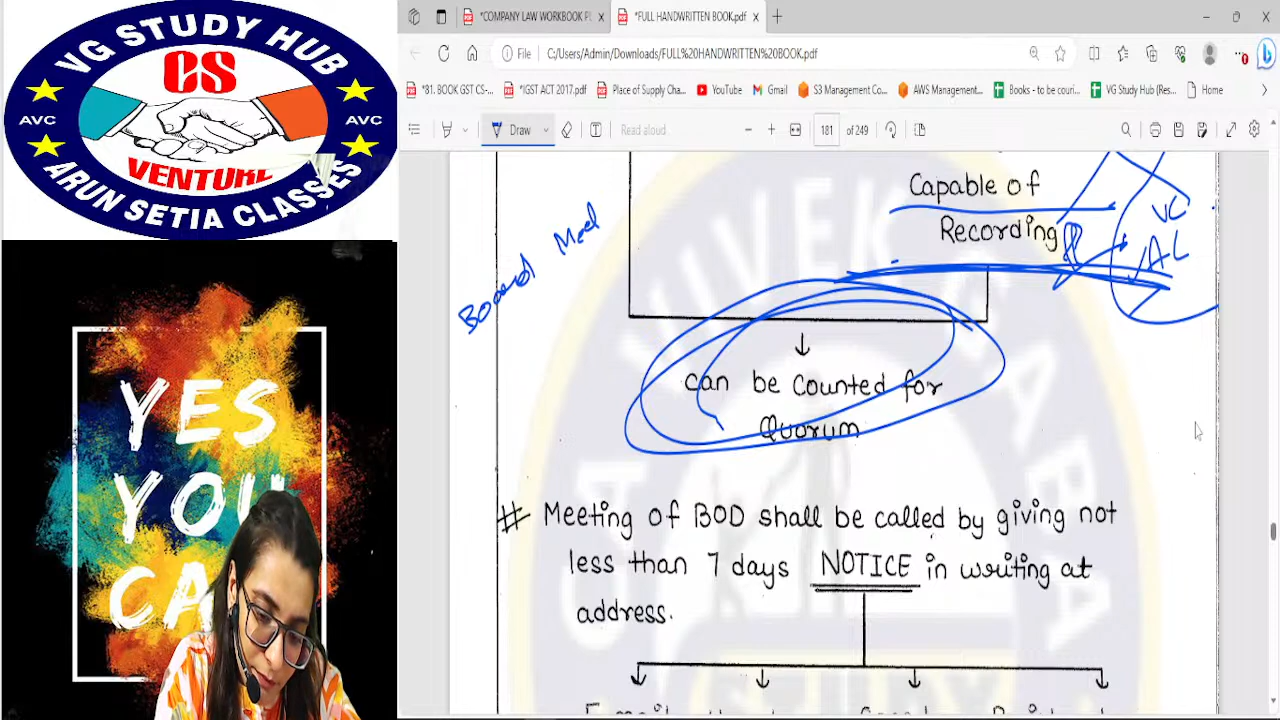 VG STUDY HUB
CS
AVC
AVC
VENTURE
ARUN SETIA CLASSES
YES
YOU
CA
*COMPANY LAW WORKBOOK PU
*FULL HANDWRITTEN BOOK.pdf
File
C:/Users/Admin/Downloads/FULL%20HANDWRITTEN%20BOOK.pdf
*81. BOOK GST CS-...
*IGST ACT 2017.pdf
Place of Supply Cha...
YouTube
Gmail
S3 Management Co...
AWS Management...
Books - to be couri...
VG Study Hub (Res...
Home
Draw
Read aloud
181
of 249
Capable of
Recording
VC
AL
Board
can be counted for
Quorum
# Meeting of BOD shall be called by giving not
less than 7 days NOTICE in writing at
address.